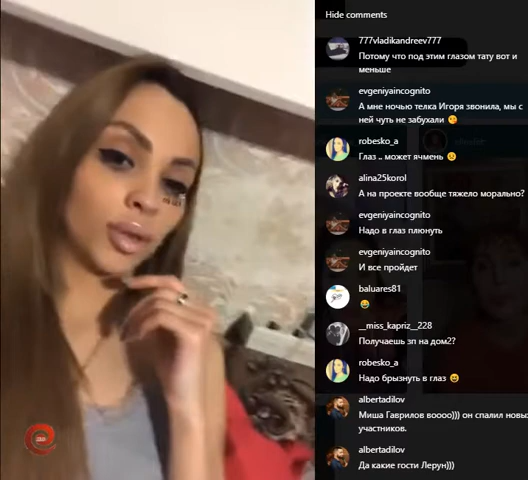 Hide comments
777vladikandreev777
Потому что под этим глазом тату вот и
меньше
evgeniyaincognito
А мне ночью телка Игоря звонила, мы с
ней чуть не забухали 😘
robesko_a
Глаз .. может ячмень 😉
alina25korol
А на проекте вообще тяжело морально?
evgeniyaincognito
Надо в глаз плюнуть
evgeniyaincognito
И все пройдет
baluares81
😂
__miss_kapriz__228
Получаешь зп на дом2?
robesko_a
Надо брызнуть в глаз 😆
albertadilov
Миша Гаврилов воооо))) он спалил новых
участников.
albertadilov
Да какие гости Лерун)))